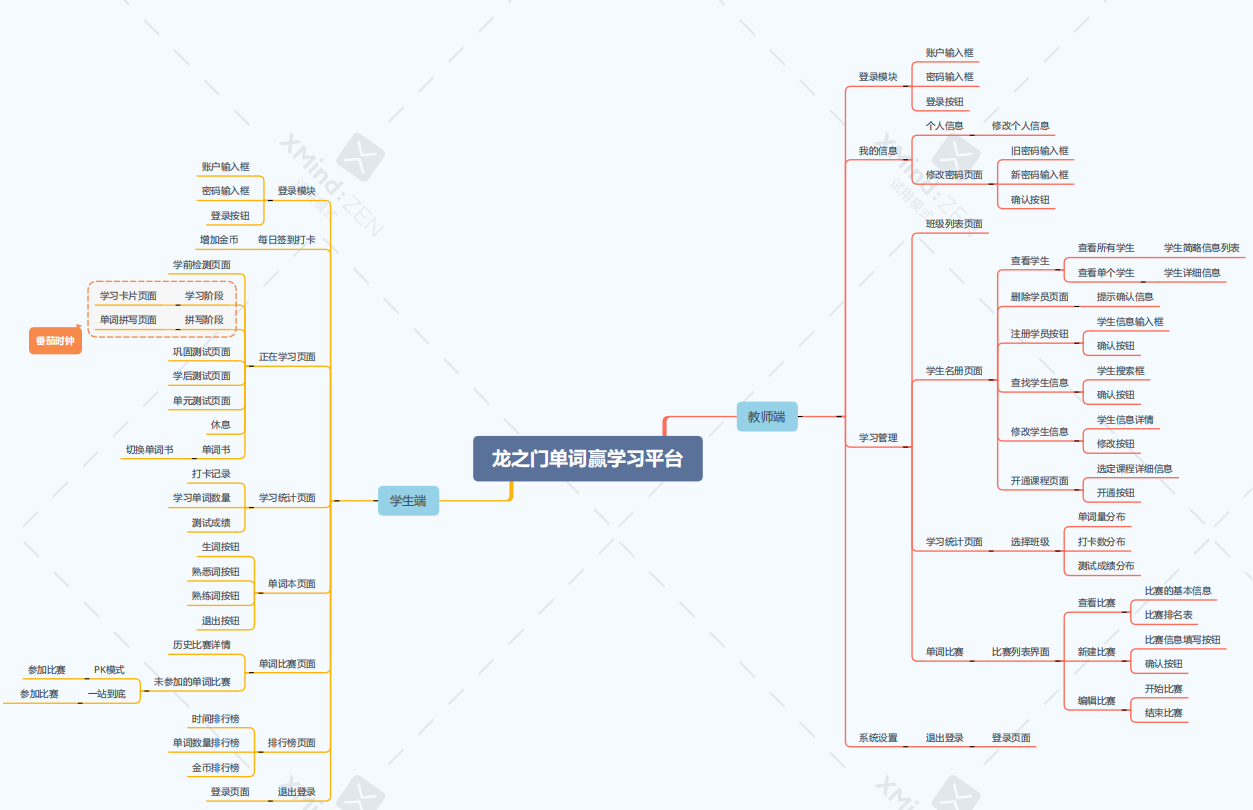 龙之门单词赢学习平台
教师端
登录模块
账户输入框
密码输入框
登录按钮
我的信息
个人信息
修改个人信息
修改密码页面
旧密码输入框
新密码输入框
确认按钮
学习管理
班级列表页面
学生名册页面
查看学生
查看所有学生
学生简略信息列表
查看单个学生
学生详细信息
删除学员页面
提示确认信息
注册学员按钮
学生信息输入框
确认按钮
查找学生信息
学生搜索框
确认按钮
修改学生信息
学生信息详情
修改按钮
开通课程页面
选定课程详细信息
开通按钮
学习统计页面
选择班级
单词量分布
打卡数分布
测试成绩分布
单词比赛
比赛列表界面
查看比赛
比赛的基本信息
比赛排名表
新建比赛
比赛信息填写按钮
确认按钮
编辑比赛
开始比赛
结束比赛
系统设置
退出登录
登录页面
学生端
登录模块
账户输入框
密码输入框
登录按钮
每日签到打卡
增加金币
正在学习页面
学前检测页面
学习阶段
学习卡片页面
拼写阶段
单词拼写页面
番茄时钟
巩固测试页面
学后测试页面
单元测试页面
休息
单词书
切换单词书
学习统计页面
打卡记录
学习单词数量
测试成绩
单词本页面
生词按钮
熟悉词按钮
熟练词按钮
退出按钮
单词比赛页面
历史比赛详情
未参加的单词比赛
PK模式
参加比赛
一站到底
参加比赛
排行榜页面
时间排行榜
单词数量排行榜
金币排行榜
退出登录
登录页面
XMind:ZEN
试用模式
XMind:ZEN
试用模式
XMi
XMi